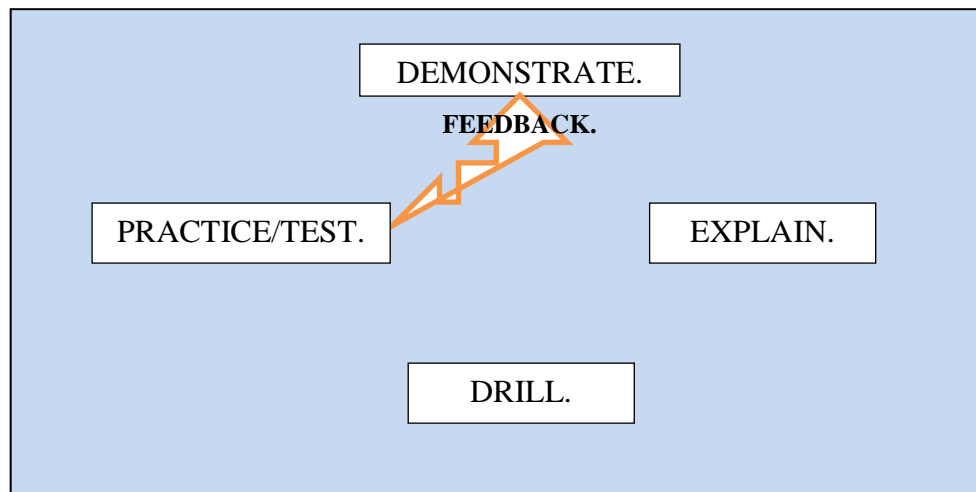 DEMONSTRATE.
FEEDBACK.
PRACTICE/TEST.
EXPLAIN.
DRILL.